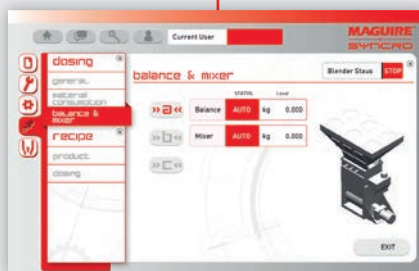 Current User
MAGUIRE
SYNCRO
dosing
general
material
consumption
balance &
mixer
recipe
product
dosing
balance & mixer
Blender Staus STOP
STATUS Level
»a« Balance AUTO kg 0.000
»b« Mixer AUTO kg 0.000
»c«
EXIT